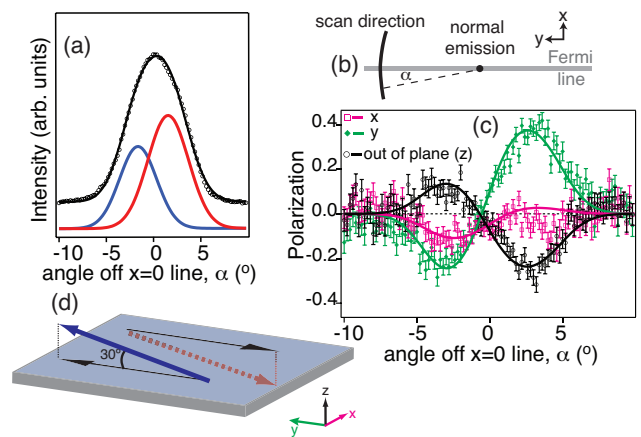 (a)
Intensity (arb. units)
-5
0
5
angle off x=0 line, α (º)
scan direction
normal
emission
x
y
Fermi
line
(b)
α
(c)
x
y
out of plane (z)
Polarization
0.4
0.2
0.0
-0.2
-0.4
-10
-5
0
5
angle off x=0 line, α (º)
(d)
30º
z
y
x